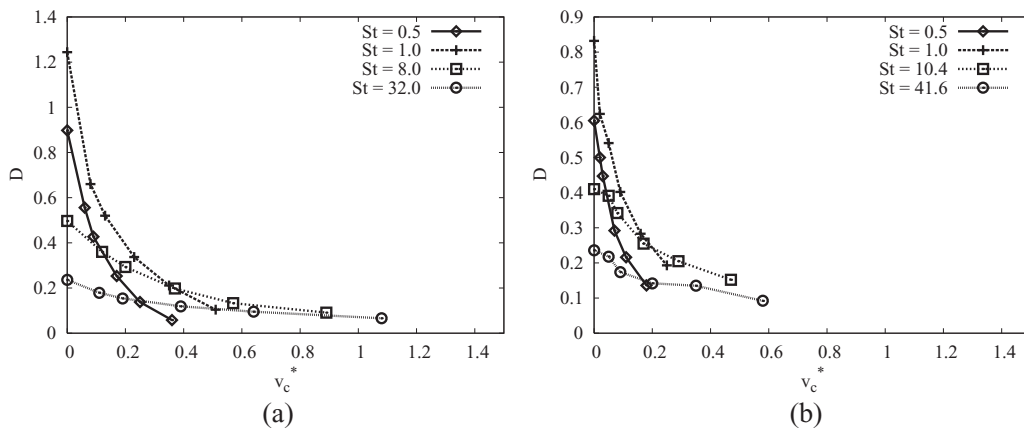 1.4
1.2
1
0.8
0.6
0.4
0.2
0
D
0 0.2 0.4 0.6 0.8 1 1.2 1.4
v_c^*
St = 0.5
St = 1.0
St = 8.0
St = 32.0
(a)
0.9
0.8
0.7
0.6
0.5
0.4
0.3
0.2
0.1
0
D
0 0.2 0.4 0.6 0.8 1 1.2 1.4
v_c^*
St = 0.5
St = 1.0
St = 10.4
St = 41.6
(b)